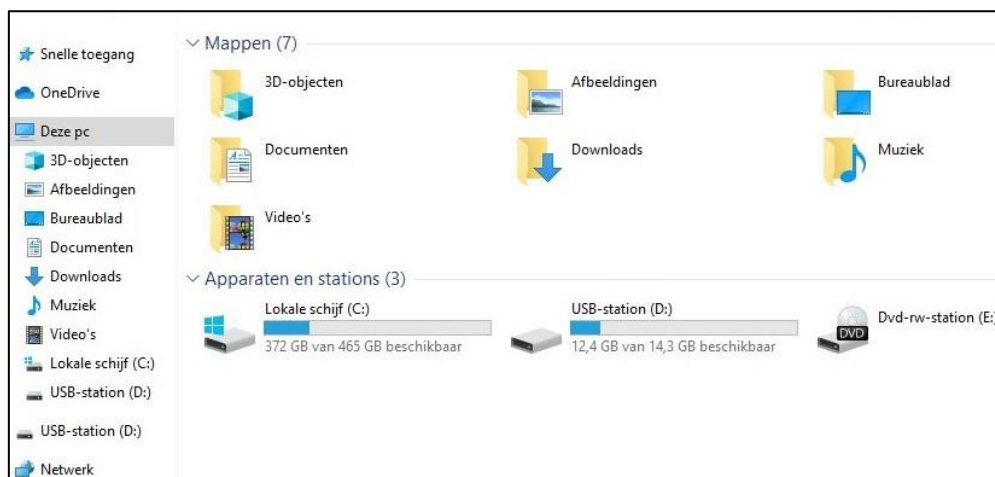 Snelle toegang
OneDrive
Deze pc
3D-objecten
Afbeeldingen
Bureaublad
Documenten
Downloads
Muziek
Video's
Lokale schijf (C:)
USB-station (D:)
USB-station (D:)
Netwerk
Mappen (7)
3D-objecten
Afbeeldingen
Bureaublad
Documenten
Downloads
Muziek
Video's
Apparaten en stations (3)
Lokale schijf (C:)
372 GB van 465 GB beschikbaar
USB-station (D:)
12,4 GB van 14,3 GB beschikbaar
Dvd-rw-station (E:)
DVD